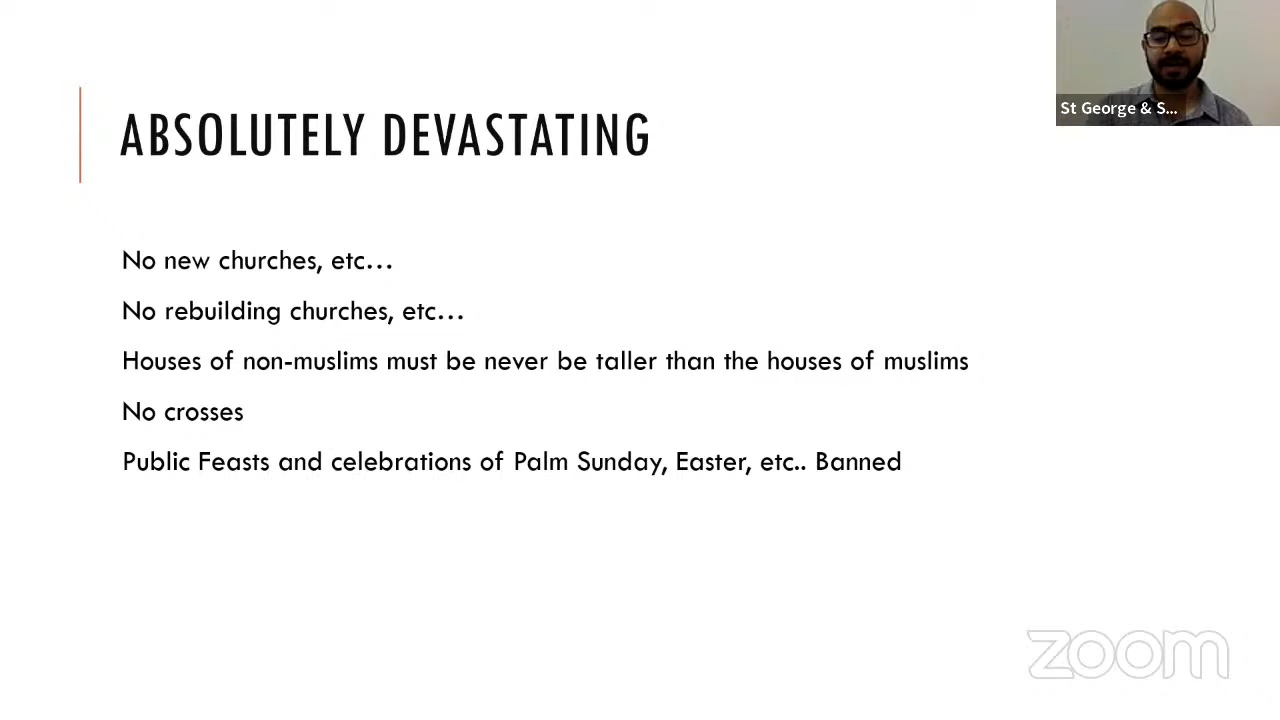 St George & S...
ABSOLUTELY DEVASTATING
No new churches, etc…
No rebuilding churches, etc…
Houses of non-muslims must be never be taller than the houses of muslims
No crosses
Public Feasts and celebrations of Palm Sunday, Easter, etc.. Banned
zoom